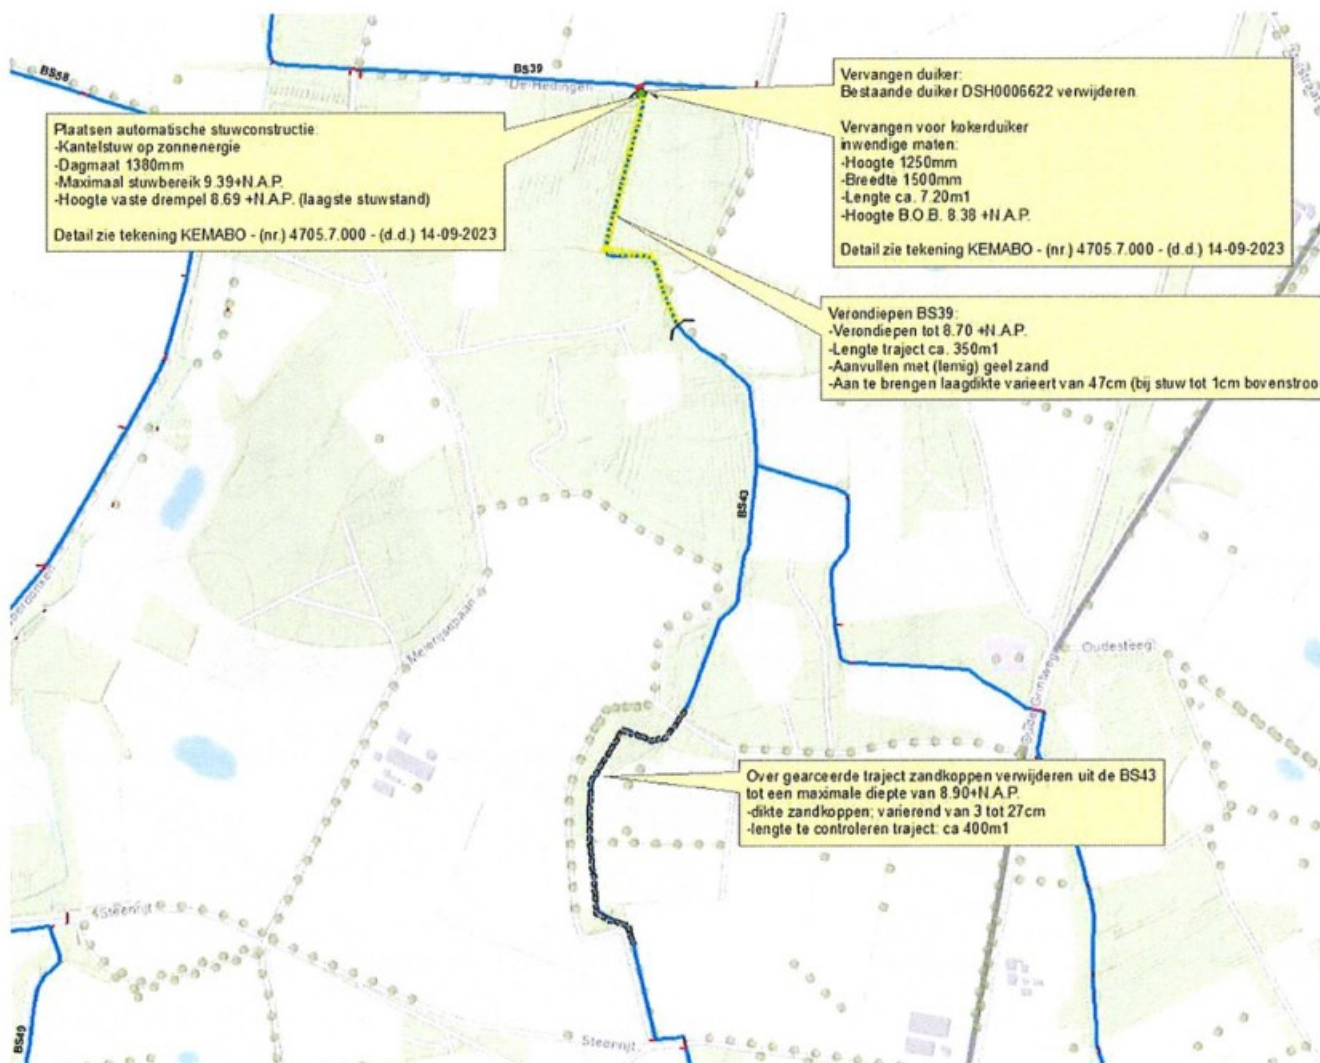 BS58
BS39
De Hedingen
Plaatsen automatische stuwconstructie:
-Kantelstuw op zonnenergie
-Dagmaat 1380mm
-Maximaal stuwbereik 9.39+N.A.P.
-Hoogte vaste drempel 8.69 +N.A.P. (laagste stuwstand)
Detail zie tekening KEMABO - (nr.) 4705.7.000 - (d.d.) 14-09-2023
Vervangen duiker:
Bestaande duiker DSH0006622 verwijderen.
Vervangen voor kokerduiker
inwendige maten:
-Hoogte 1250mm
-Breedte 1500mm
-Lengte ca. 7.20m1
-Hoogte B.O.B. 8.38 +N.A.P.
Detail zie tekening KEMABO - (nr.) 4705.7.000 - (d.d.) 14-09-2023
Verondiepen BS39:
-Verondiepen tot 8.70 +N.A.P.
-Lengte traject ca. 350m1
-Aanvullen met (lemig) geel zand
-Aan te brengen laagdikte varieert van 47cm (bij stuw tot 1cm bovenstroo
BS43
Meierijsebaan
Oudesteeg
Over gearceerde traject zandkoppen verwijderen uit de BS43
tot een maximale diepte van 8.90+N.A.P.
-dikte zandkoppen; varierend van 3 tot 27cm
-lengte te controleren traject: ca 400m1
Steenrijt
Steenrijt
BS49